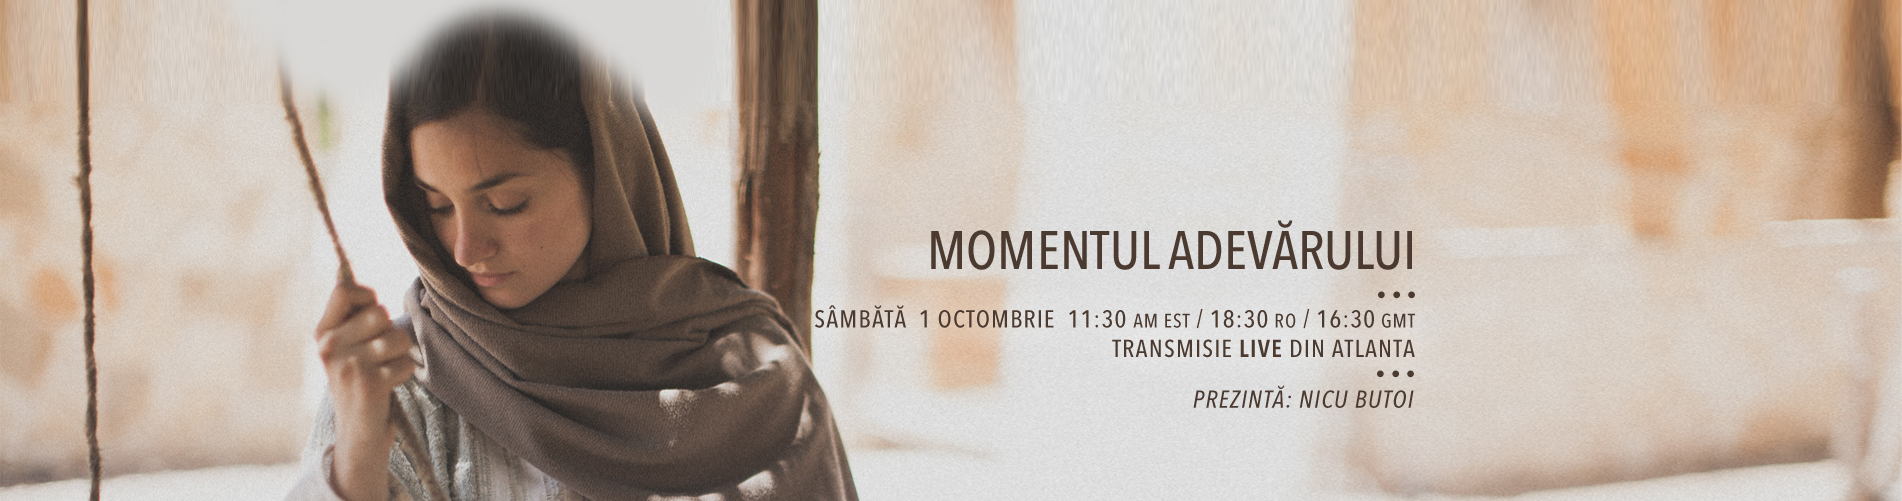 MOMENTUL ADEVĂRULUI
SÂMBĂTĂ 1 OCTOMBRIE 11:30 AM EST / 18:30 RO / 16:30 GMT
TRANSMISIE LIVE DIN ATLANTA
PREZINTĂ: NICU BUTOI